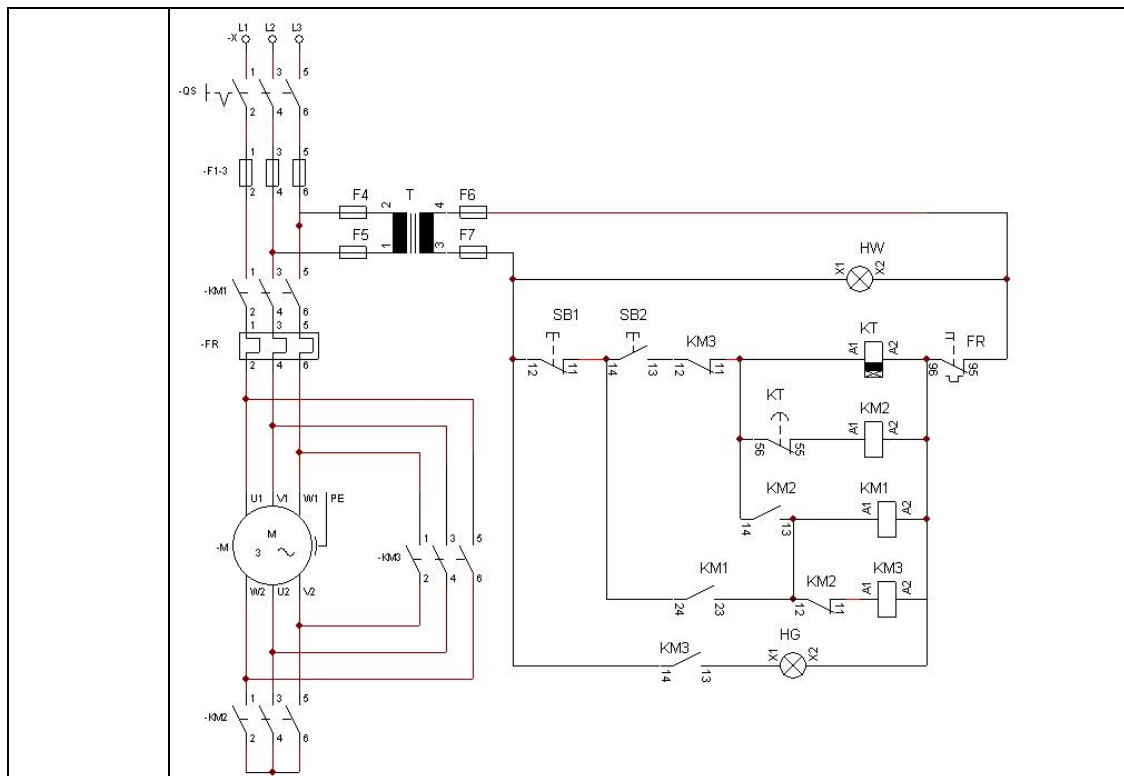 L1 L2 L3
-X
1 3 5
-QS
2 4 6
1 3 5
-F1-3
2 4 6
F4 T F6
2 4
F5 F7
1 3
HW
X1 X2
1 3 5
-KM1
2 4 6
1 3 5
-FR
2 4 6
SB1 SB2 KM3 KT FR
A1 A2
12 11 14 13 12 11 96 95
KT KM2
A1 A2
56 55
KM2 KM1
A1 A2
14 13
U1 V1 W1 PE
M
-M 3
W2 U2 V2
1 3 5
-KM3
2 4 6
KM1 KM2 KM3
A1 A2
24 23 12 11
KM3 HG
X1 X2
14 13
1 3 5
-KM2
2 4 6